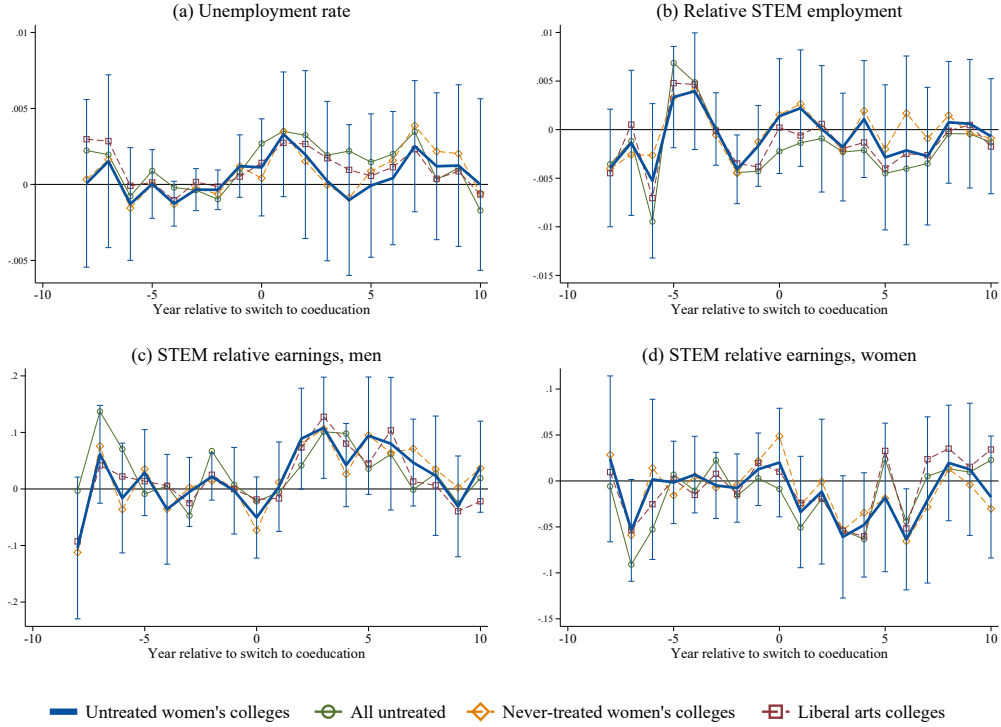 (a) Unemployment rate
.01
.005
0
-.005
-10 -5 0 5 10
Year relative to switch to coeducation
(b) Relative STEM employment
.01
.005
0
-.005
-.01
-.015
-10 -5 0 5 10
Year relative to switch to coeducation
(c) STEM relative earnings, men
.2
.1
0
-.1
-.2
-10 -5 0 5 10
Year relative to switch to coeducation
(d) STEM relative earnings, women
.1
.05
0
-.05
-.1
-.15
-10 -5 0 5 10
Year relative to switch to coeducation
Untreated women's colleges All untreated Never-treated women's colleges Liberal arts colleges